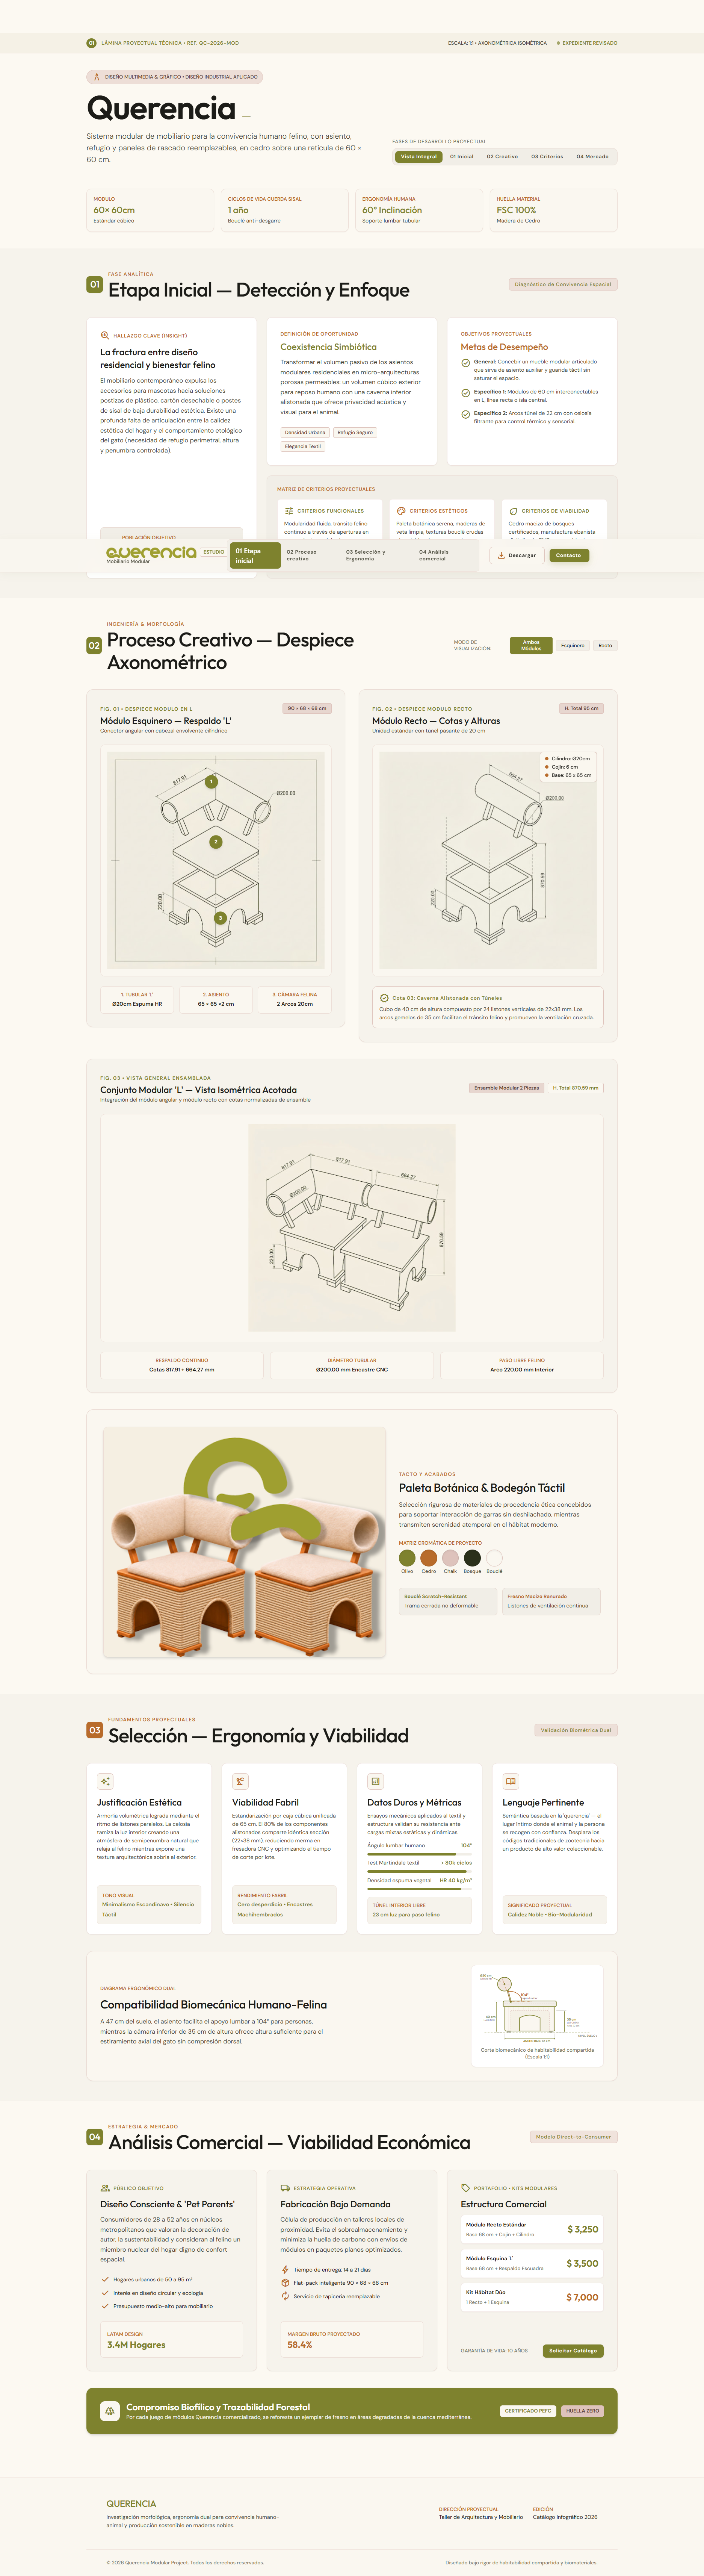 01 LÁMINA PROYECTUAL TÉCNICA • REF. QC-2026-MOD
ESCALA: 1:1 • AXONOMÉTRICA ISOMÉTRICA
EXPEDIENTE REVISADO
DISEÑO MULTIMEDIA & GRÁFICO • DISEÑO INDUSTRIAL APLICADO
Querencia
Sistema modular de mobiliario para la convivencia humano felino, con asiento,
refugio y paneles de rascado reemplazables, en cedro sobre una retícula de 60 ×
60 cm.
FASES DE DESARROLLO PROYECTUAL
Vista Integral
01 Inicial
02 Creativo
03 Criterios
04 Mercado
MODULO
60× 60cm
Estándar cúbico
CICLOS DE VIDA CUERDA SISAL
1 año
Bouclé anti-desgarre
ERGONOMÍA HUMANA
60° Inclinación
Soporte lumbar tubular
HUELLA MATERIAL
FSC 100%
Madera de Cedro
01
FASE ANALÍTICA
Etapa Inicial — Detección y Enfoque
Diagnóstico de Convivencia Espacial
HALLAZGO CLAVE (INSIGHT)
La fractura entre diseño
residencial y bienestar felino
El mobiliario contemporáneo expulsa los
accesorios para mascotas hacia soluciones
postizas de plástico, cartón desechable o postes
de sisal de baja durabilidad estética. Existe una
profunda falta de articulación entre la calidez
estética del hogar y el comportamiento etológico
del gato (necesidad de refugio perimetral, altura
y penumbra controlada).
POBLACIÓN OBJETIVO
DEFINICIÓN DE OPORTUNIDAD
Coexistencia Simbiótica
Transformar el volumen pasivo de los asientos
modulares residenciales en micro-arquitecturas
porosas permeables: un volumen cúbico exterior
para reposo humano con una caverna inferior
alistonada que ofrece privacidad acústica y
visual para el animal.
Densidad Urbana
Refugio Seguro
Elegancia Textil
OBJETIVOS PROYECTUALES
Metas de Desempeño
General: Concebir un mueble modular articulado
que sirva de asiento auxiliar y guarida táctil sin
saturar el espacio.
Específico 1: Módulos de 60 cm interconectables
en L, línea recta o isla central.
Específico 2: Arcos túnel de 22 cm con celosía
filtrante para control térmico y sensorial.
MATRIZ DE CRITERIOS PROYECTUALES
CRITERIOS FUNCIONALES
Modularidad fluida, tránsito felino
continuo a través de aperturas en
CRITERIOS ESTÉTICOS
Paleta botánica serena, maderas de
veta limpia, texturas bouclé crudas
CRITERIOS DE VIABILIDAD
Cedro macizo de bosques
certificados, manufactura ebanista
querencia
ESTUDIO
Mobiliario Modular
01 Etapa
inicial
02 Proceso
creativo
03 Selección y
Ergonomía
04 Análisis
comercial
Descargar
Contacto
02
INGENIERÍA & MORFOLOGÍA
Proceso Creativo — Despiece
Axonométrico
MODO DE
VISUALIZACIÓN:
Ambos
Módulos
Esquinero
Recto
FIG. 01 • DESPIECE MODULO EN L
Módulo Esquinero — Respaldo 'L'
Conector angular con cabezal envolvente cilíndrico
90 × 68 × 68 cm
817.91
Ø200.00
220.00
1
2
3
1. TUBULAR 'L'
Ø20cm Espuma HR
2. ASIENTO
65 × 65 ×2 cm
3. CÁMARA FELINA
2 Arcos 20cm
FIG. 02 • DESPIECE MODULO RECTO
Módulo Recto — Cotas y Alturas
Unidad estándar con túnel pasante de 20 cm
H. Total 95 cm
Cilindro: Ø20cm
Cojín: 6 cm
Base: 65 x 65 cm
664.27
Ø200.00
870.59
220.00
Cota 03: Caverna Alistonada con Túneles
Cubo de 40 cm de altura compuesto por 24 listones verticales de 22x38 mm. Los
arcos gemelos de 35 cm facilitan el tránsito felino y promueven la ventilación cruzada.
FIG. 03 • VISTA GENERAL ENSAMBLADA
Conjunto Modular 'L' — Vista Isométrica Acotada
Integración del módulo angular y módulo recto con cotas normalizadas de ensamble
Ensamble Modular 2 Piezas
H. Total 870.59 mm
817.91
817.91
664.27
Ø200.00
220.00
870.59
RESPALDO CONTINUO
Cotas 817.91 + 664.27 mm
DIÁMETRO TUBULAR
Ø200.00 mm Encastre CNC
PASO LIBRE FELINO
Arco 220.00 mm Interior
TACTO Y ACABADOS
Paleta Botánica & Bodegón Táctil
Selección rigurosa de materiales de procedencia ética concebidos
para soportar interacción de garras sin deshilachado, mientras
transmiten serenidad atemporal en el hábitat moderno.
MATRIZ CROMÁTICA DE PROYECTO
Olivo
Cedro
Chalk
Bosque
Bouclé
Bouclé Scratch-Resistant
Trama cerrada no deformable
Fresno Macizo Ranurado
Listones de ventilación continua
03
FUNDAMENTOS PROYECTUALES
Selección — Ergonomía y Viabilidad
Validación Biométrica Dual
Justificación Estética
Armonía volumétrica lograda mediante el
ritmo de listones paralelos. La celosía
tamiza la luz interior creando una
atmósfera de semipenumbra natural que
relaja al felino mientras expone una
textura arquitectónica sobria al exterior.
TONO VISUAL
Minimalismo Escandinavo • Silencio
Táctil
Viabilidad Fabril
Estandarización por caja cúbica unificada
de 65 cm. El 80% de los componentes
alistonados comparte idéntica sección
(22×38 mm), reduciendo merma en
fresadora CNC y optimizando el tiempo
de corte por lote.
RENDIMIENTO FABRIL
Cero desperdicio • Encastres
Machihembrados
Datos Duros y Métricas
Ensayos mecánicos aplicados al textil y
estructura validan su resistencia ante
cargas mixtas estáticas y dinámicas.
Ángulo lumbar humano 104°
Test Martindale textil > 80k ciclos
Densidad espuma vegetal HR 40 kg/m³
TÚNEL INTERIOR LIBRE
23 cm luz para paso felino
Lenguaje Pertinente
Semántica basada en la 'querencia' — el
lugar íntimo donde el animal y la persona
se recogen con confianza. Desplaza los
códigos tradicionales de zootecnia hacia
un producto de alto valor coleccionable.
SIGNIFICADO PROYECTUAL
Calidez Noble • Bio-Modularidad
DIAGRAMA ERGONÓMICO DUAL
Compatibilidad Biomecánica Humano-Felina
A 47 cm del suelo, el asiento facilita el apoyo lumbar a 104° para personas,
mientras la cámara inferior de 35 cm de altura ofrece altura suficiente para el
estiramiento axial del gato sin compresión dorsal.
104°
Corte biomecánico de habitabilidad compartida
(Escala 1:1)
04
ESTRATEGIA & MERCADO
Análisis Comercial — Viabilidad Económica
Modelo Direct-to-Consumer
PÚBLICO OBJETIVO
Diseño Consciente & 'Pet Parents'
Consumidores de 28 a 52 años en núcleos
metropolitanos que valoran la decoración de
autor, la sustentabilidad y consideran al felino un
miembro nuclear del hogar digno de confort
espacial.
Hogares urbanos de 50 a 95 m²
Interés en diseño circular y ecología
Presupuesto medio-alto para mobiliario
LATAM DESIGN
3.4M Hogares
ESTRATEGIA OPERATIVA
Fabricación Bajo Demanda
Célula de producción en talleres locales de
proximidad. Evita el sobrealmacenamiento y
minimiza la huella de carbono con envíos de
módulos en paquetes planos optimizados.
Tiempo de entrega: 14 a 21 días
Flat-pack inteligente 90 × 68 × 68 cm
Servicio de tapicería reemplazable
MARGEN BRUTO PROYECTADO
58.4%
PORTAFOLIO • KITS MODULARES
Estructura Comercial
Módulo Recto Estándar
Base 68 cm + Cojín + Cilindro
$ 3,250
Módulo Esquina 'L'
Base 68 cm + Respaldo Escuadra
$ 3,500
Kit Hábitat Dúo
1 Recto + 1 Esquina
$ 7,000
GARANTÍA DE VIDA: 10 AÑOS
Solicitar Catálogo
Compromiso Biofílico y Trazabilidad Forestal
Por cada juego de módulos Querencia comercializado, se reforesta un ejemplar de fresno en áreas degradadas de la cuenca mediterránea.
CERTIFICADO PEFC
HUELLA ZERO
QUERENCIA
Investigación morfológica, ergonomía dual para convivencia humano-
animal y producción sostenible en maderas nobles.
DIRECCIÓN PROYECTUAL
Taller de Arquitectura y Mobiliario
EDICIÓN
Catálogo Infográfico 2026
© 2026 Querencia Modular Project. Todos los derechos reservados.
Diseñado bajo rigor de habitabilidad compartida y biomateriales.